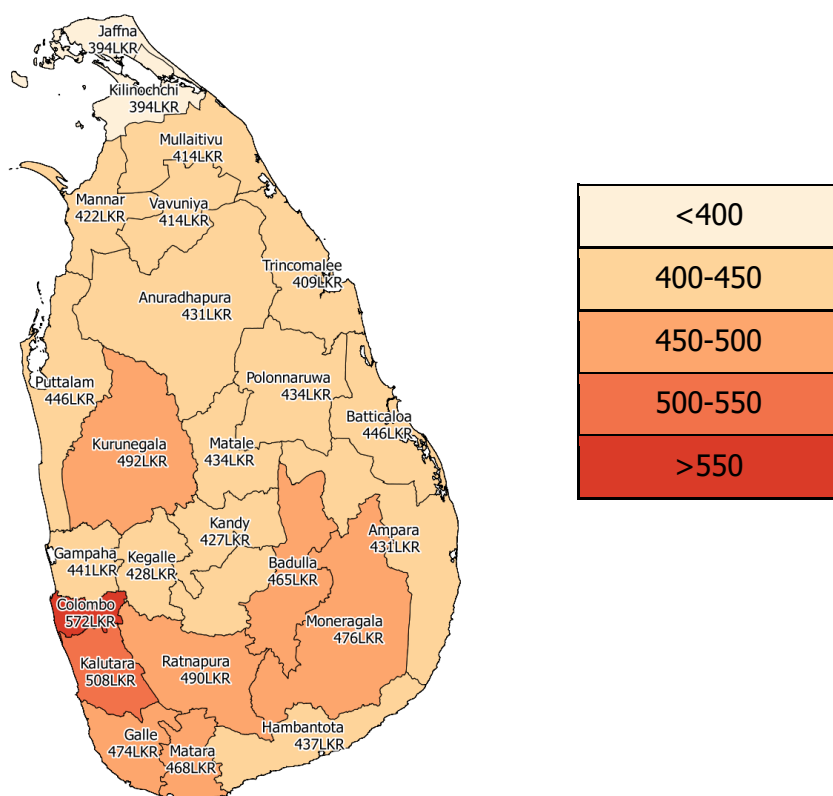 Jaffna
394LKR
Kilinochchi
394LKR
Mullaitivu
414LKR
Mannar
422LKR
Vavuniya
414LKR
Trincomalee
409LKR
Anuradhapura
431LKR
Puttalam
446LKR
Polonnaruwa
434LKR
Batticaloa
446LKR
Kurunegala
492LKR
Matale
434LKR
Kandy
427LKR
Ampara
431LKR
Gampaha
441LKR
Kegalle
428LKR
Badulla
465LKR
Colombo
572LKR
Moneragala
476LKR
Kalutara
508LKR
Ratnapura
490LKR
Hambantota
437LKR
Galle
474LKR
Matara
468LKR
<400
400-450
450-500
500-550
>550